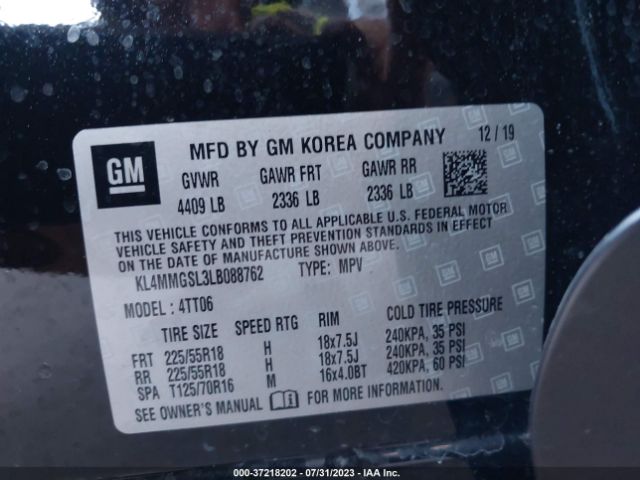 GM
MFD BY GM KOREA COMPANY 12 / 19
GVWR GAWR FRT GAWR RR
4409 LB 2336 LB 2336 LB
THIS VEHICLE CONFORMS TO ALL APPLICABLE U.S. FEDERAL MOTOR
VEHICLE SAFETY AND THEFT PREVENTION STANDARDS IN EFFECT
ON THE DATE OF MANUFACTURE SHOWN ABOVE.
KL4MMGSL3LB088762 TYPE: MPV
MODEL: 4TT06
TIRE SIZE SPEED RTG RIM COLD TIRE PRESSURE
FRT 225/55R18 H 18x7.5J 240KPA, 35 PSI
RR 225/55R18 H 18x7.5J 240KPA, 35 PSI
SPA T125/70R16 M 16x4.0BT 420KPA, 60 PSI
SEE OWNER'S MANUAL FOR MORE INFORMATION.
000-37218202 - 07/31/2023 - IAA Inc.